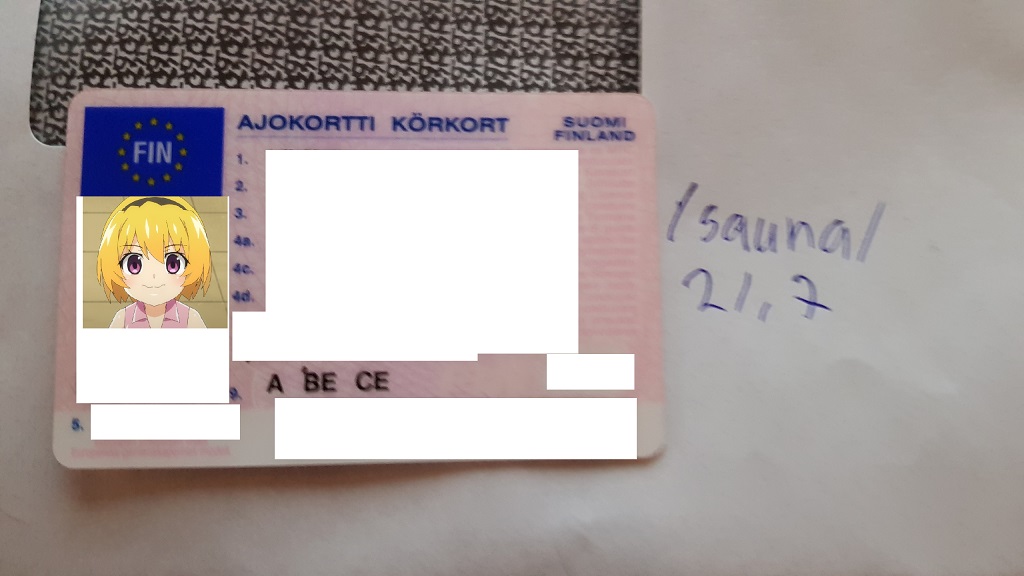 AJOKORTTI KÖRKORT
SUOMI
FINLAND
FIN
1.
2.
3.
4a.
4c.
4d.
9. A BE CE
5.
/sauna/
21.7